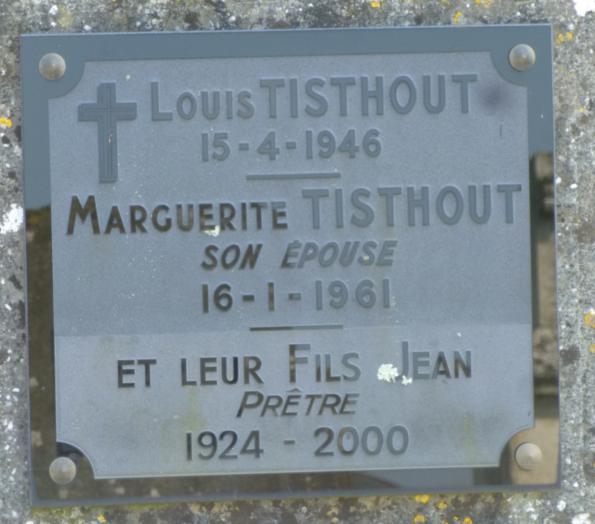 Louis TISTHOUT
15-4-1946
MARGUERITE TISTHOUT
SON ÉPOUSE
16-1-1961
ET LEUR FILS JEAN
PRÊTRE
1924 - 2000